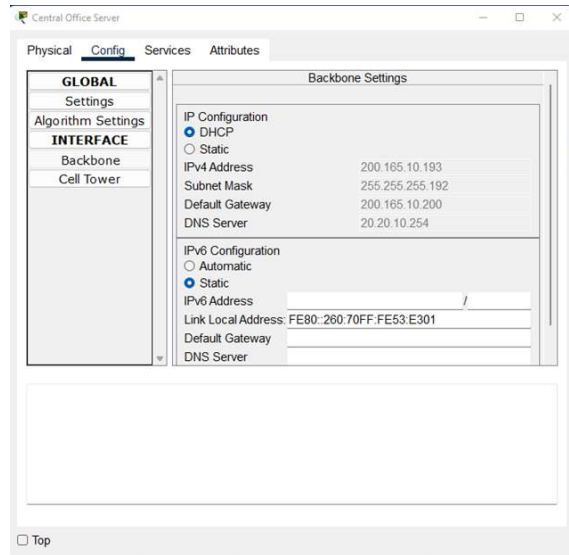 Central Office Server
Physical Config Services Attributes
GLOBAL
Settings
Algorithm Settings
INTERFACE
Backbone
Cell Tower
Backbone Settings
IP Configuration
DHCP
Static
IPv4 Address 200.165.10.193
Subnet Mask 255.255.255.192
Default Gateway 200.165.10.200
DNS Server 20.20.10.254
IPv6 Configuration
Automatic
Static
IPv6 Address /
Link Local Address: FE80::260:70FF:FE53:E301
Default Gateway
DNS Server
Top